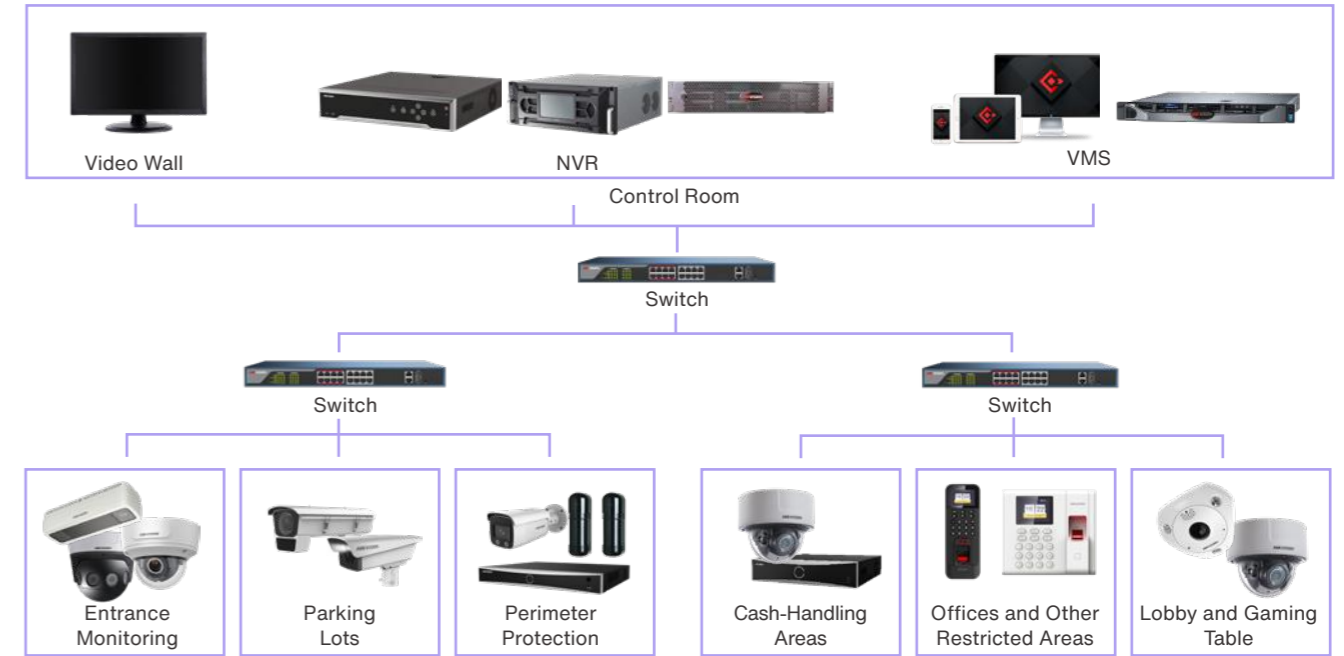 Video Wall
NVR
VMS
Control Room
Switch
Switch
Switch
Entrance
Monitoring
Parking
Lots
Perimeter
Protection
Cash-Handling
Areas
Offices and Other
Restricted Areas
Lobby and Gaming
Table